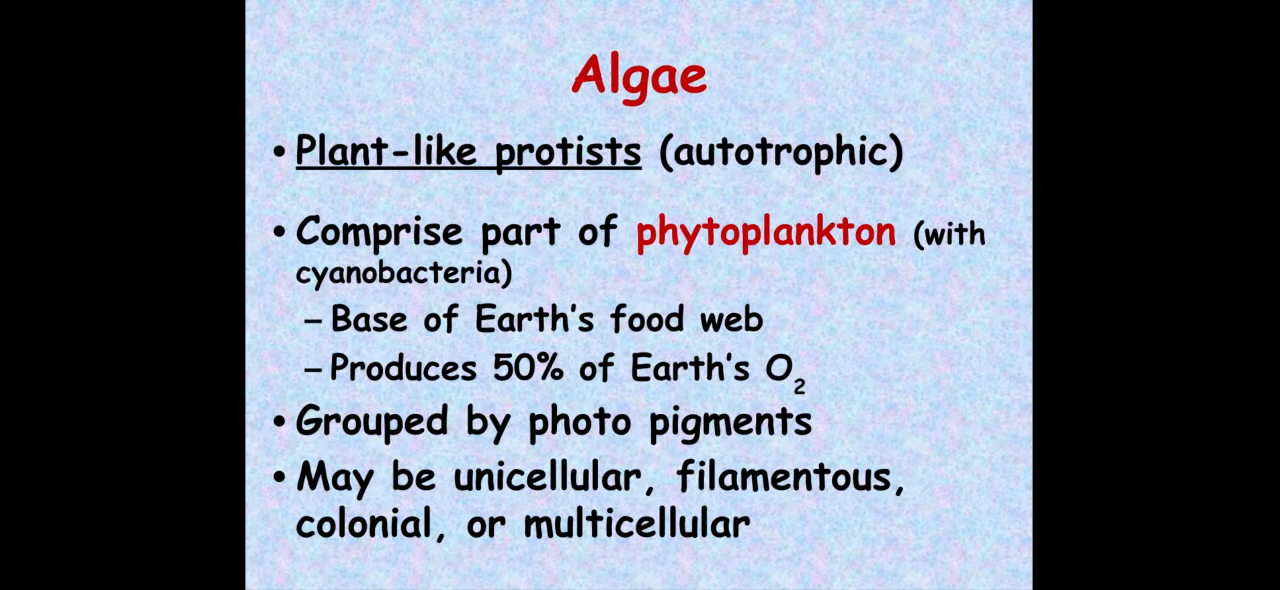 Algae
• Plant-like protists (autotrophic)
• Comprise part of phytoplankton (with
cyanobacteria)
– Base of Earth's food web
– Produces 50% of Earth's O₂
• Grouped by photo pigments
• May be unicellular, filamentous,
colonial, or multicellular